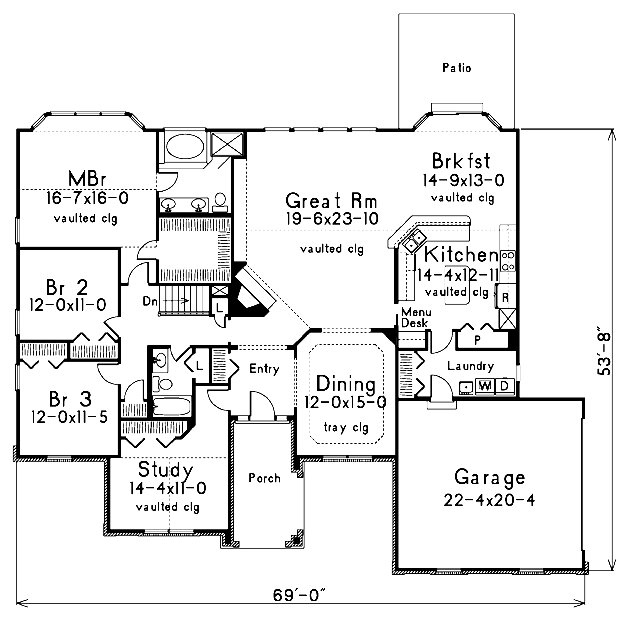 Patio
MBr
16-7x16-0
vaulted clg
Great Rm
19-6x23-10
vaulted clg
Brkfst
14-9x13-0
vaulted clg
Kitchen
14-4x12-11
vaulted clg
R
Menu
Desk
P
Br 2
12-0x11-0
Dn
L
L
Entry
Laundry
W
D
Dining
12-0x15-0
tray clg
Br 3
12-0x11-5
Study
14-4x11-0
vaulted clg
Porch
Garage
22-4x20-4
53'-8"
69'-0"